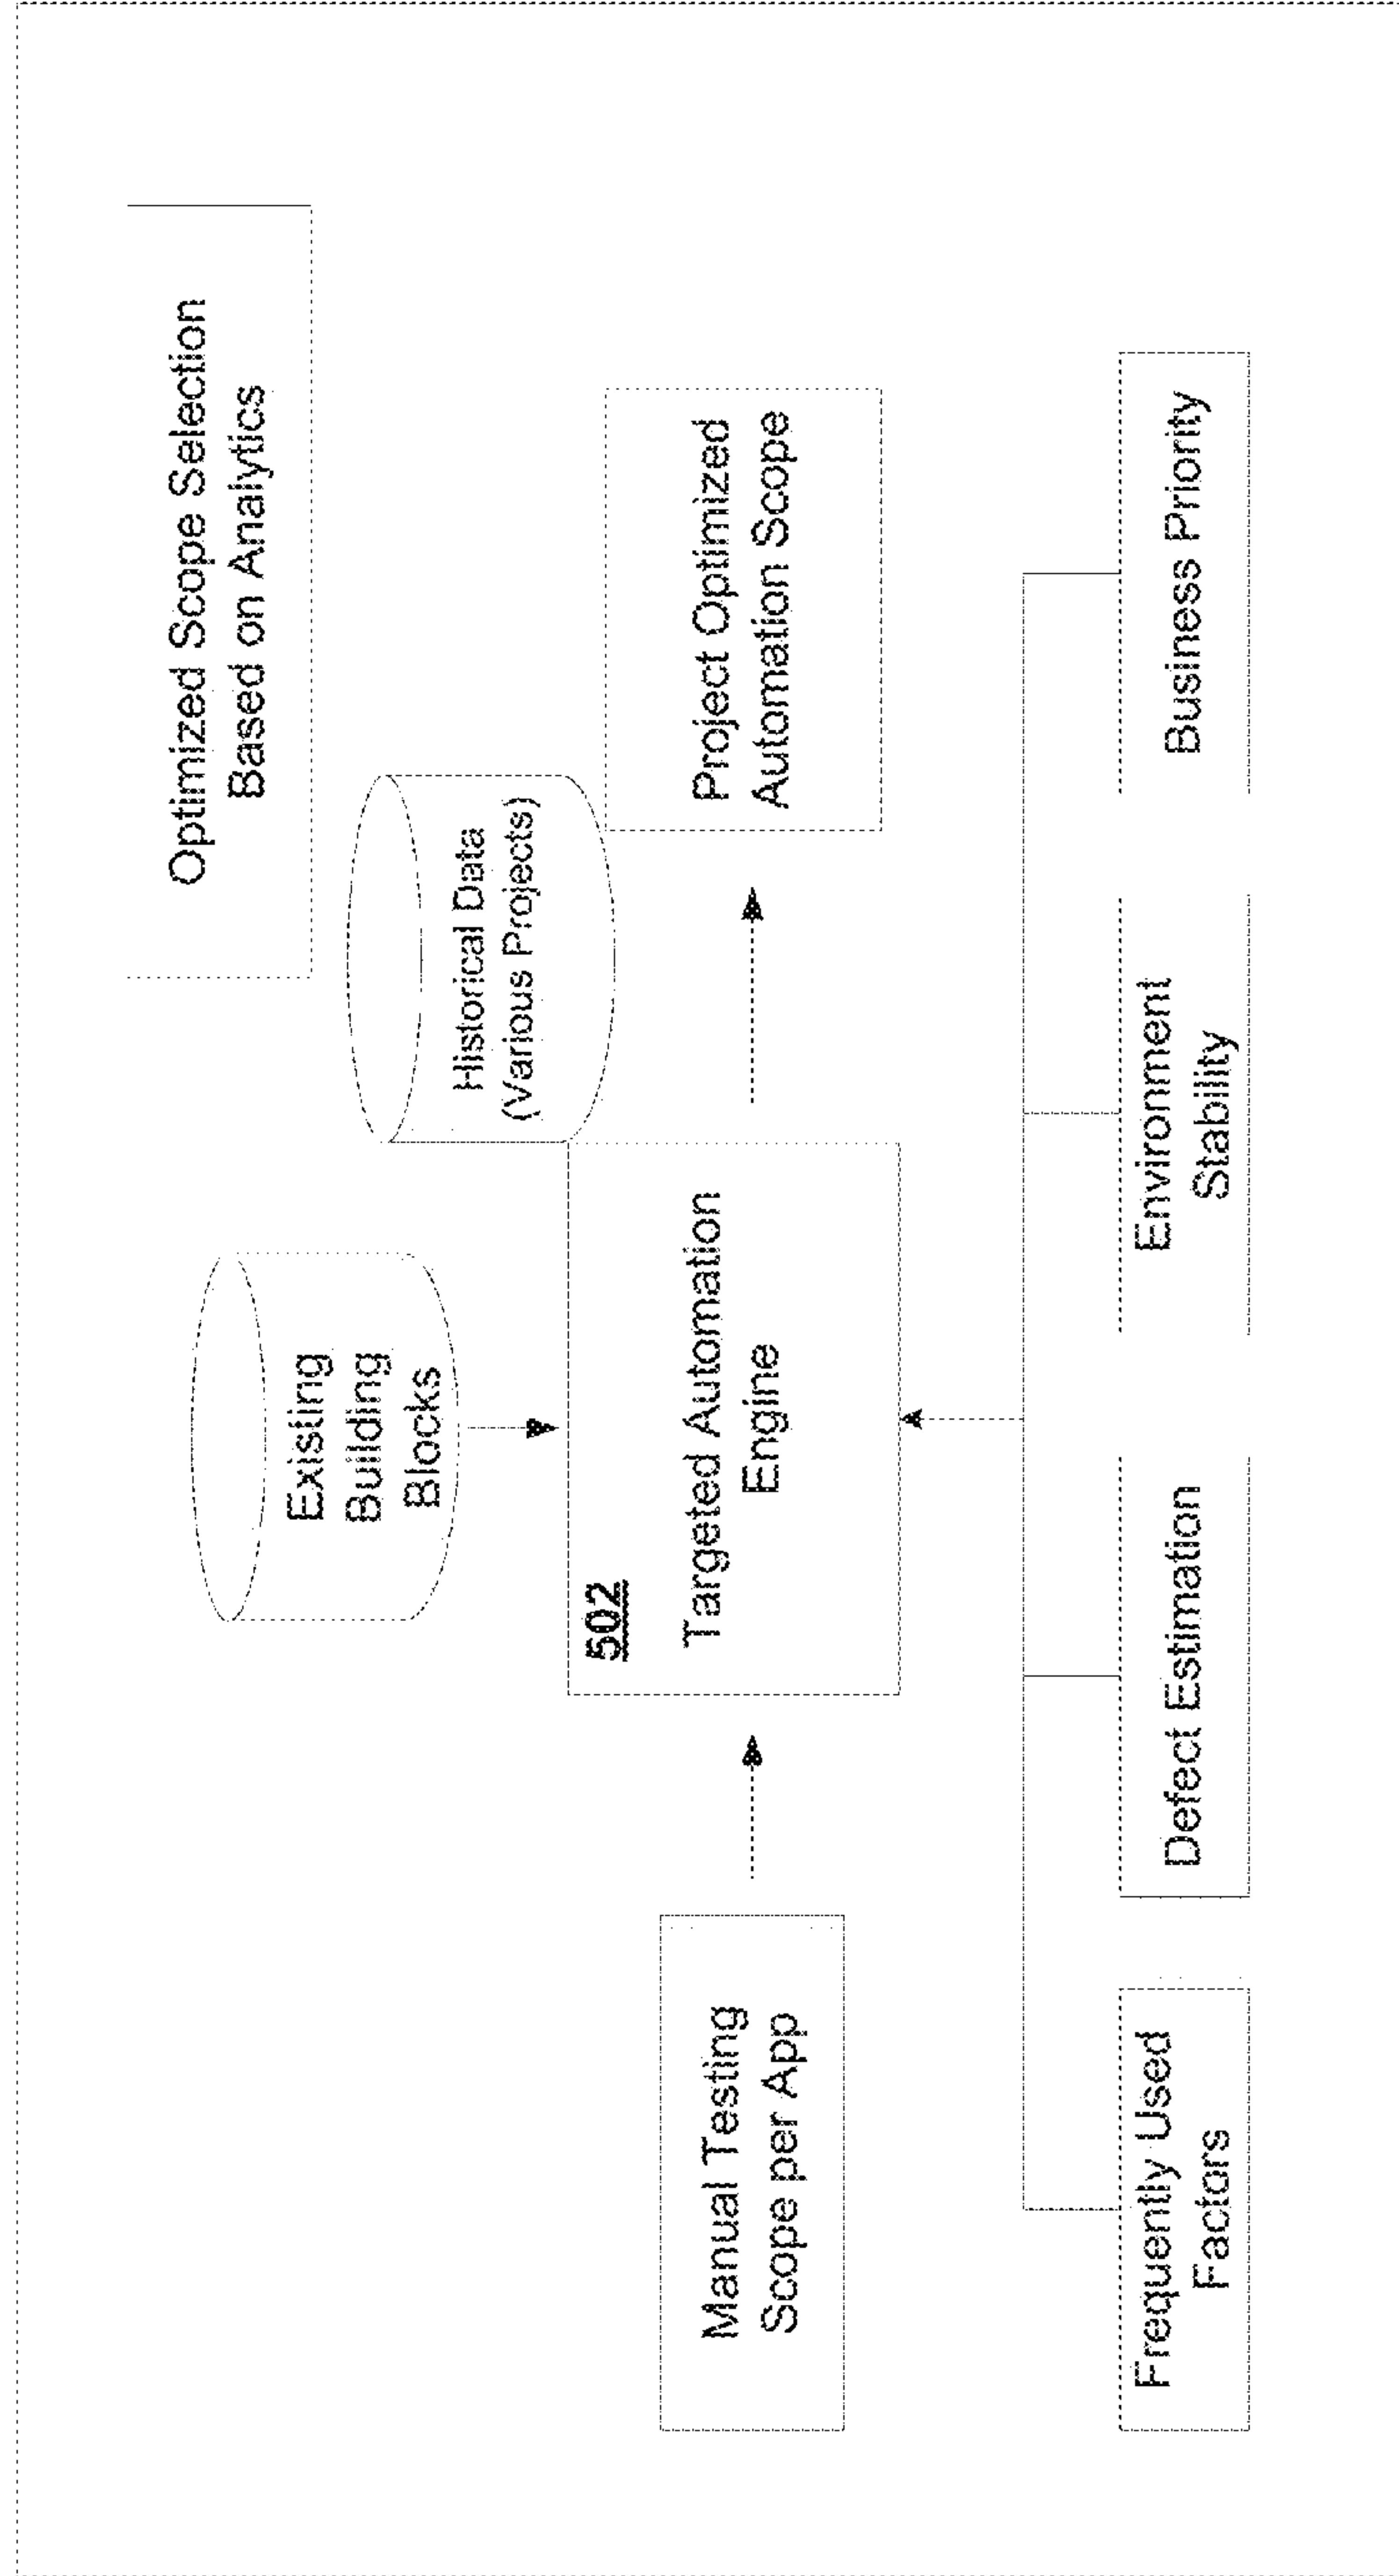 Optimized Scope Selection
Based on Analytics
Existing
Building
Blocks
Historical Data
(Various Projects)
502
Targeted Automation
Engine
Manual Testing
Scope per App
Project Optimized
Automation Scope
Frequently Used
Factors
Defect Estimation
Environment
Stability
Business Priority